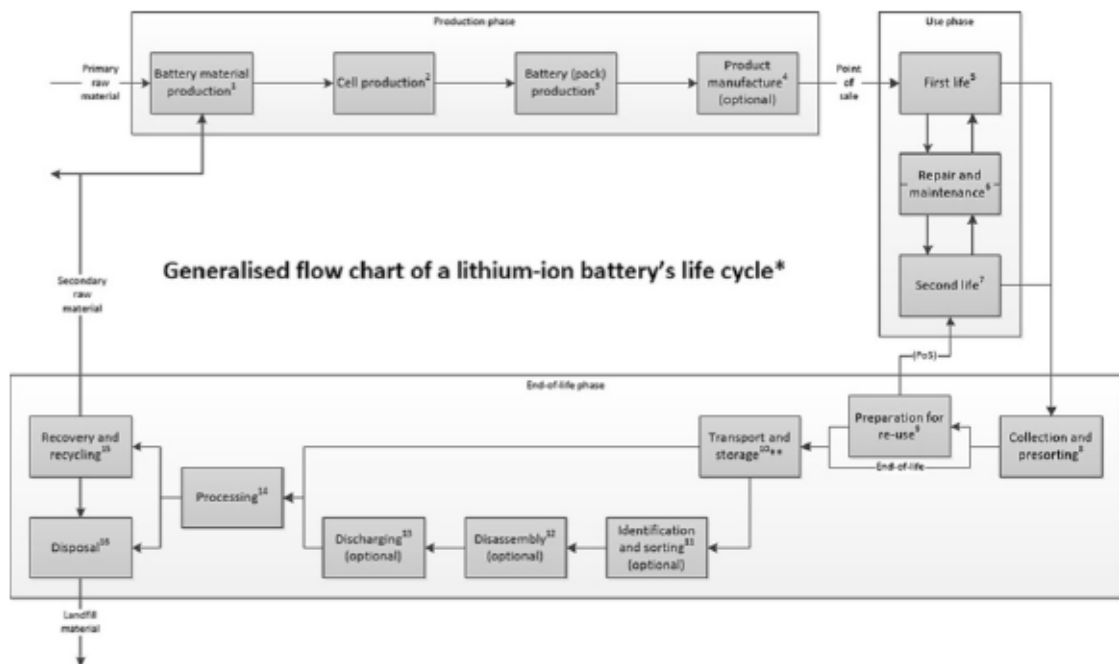 Production phase
Use phase
Primary
raw
material
Battery material
production¹
Cell production²
Battery (pack)
production³
Product
manufacture⁴
(optional)
Point
of
sale
First life⁵
Repair and
maintenance⁶
Second life⁷
Generalised flow chart of a lithium-ion battery's life cycle*
Secondary
raw
material
(PoS)
End-of-life phase
Recovery and
recycling¹⁵
Processing¹⁴
Disposal¹⁶
Transport and
storage¹⁰**
Preparation for
re-use⁹
End-of-life
Collection and
presorting⁸
Discharging¹³
(optional)
Disassembly¹²
(optional)
Identification
and sorting¹¹
(optional)
Landfill
material